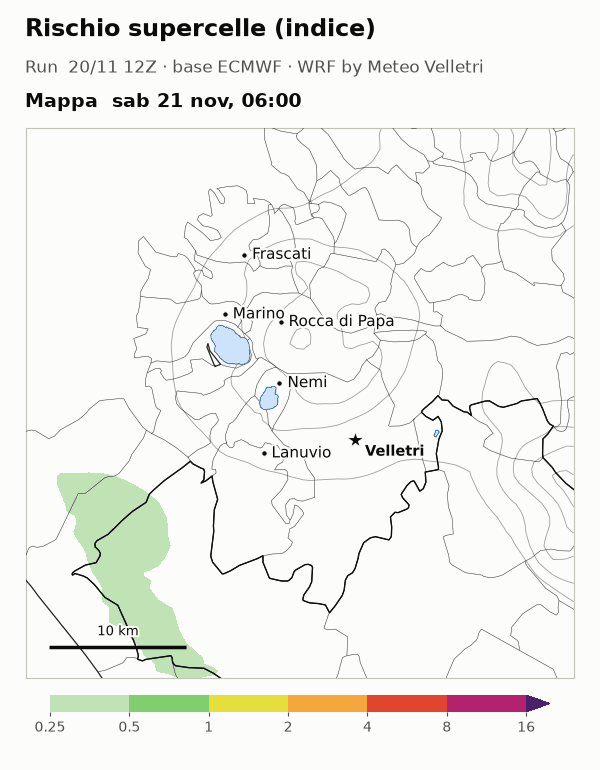 Rischio supercelle (indice)
Run  20/11 12Z · base ECMWF · WRF by Meteo Velletri
Mappa  sab 21 nov, 06:00
Frascati
Marino
Rocca di Papa
Nemi
Velletri
Lanuvio
10 km
0.25 0.5 1 2 4 8 16